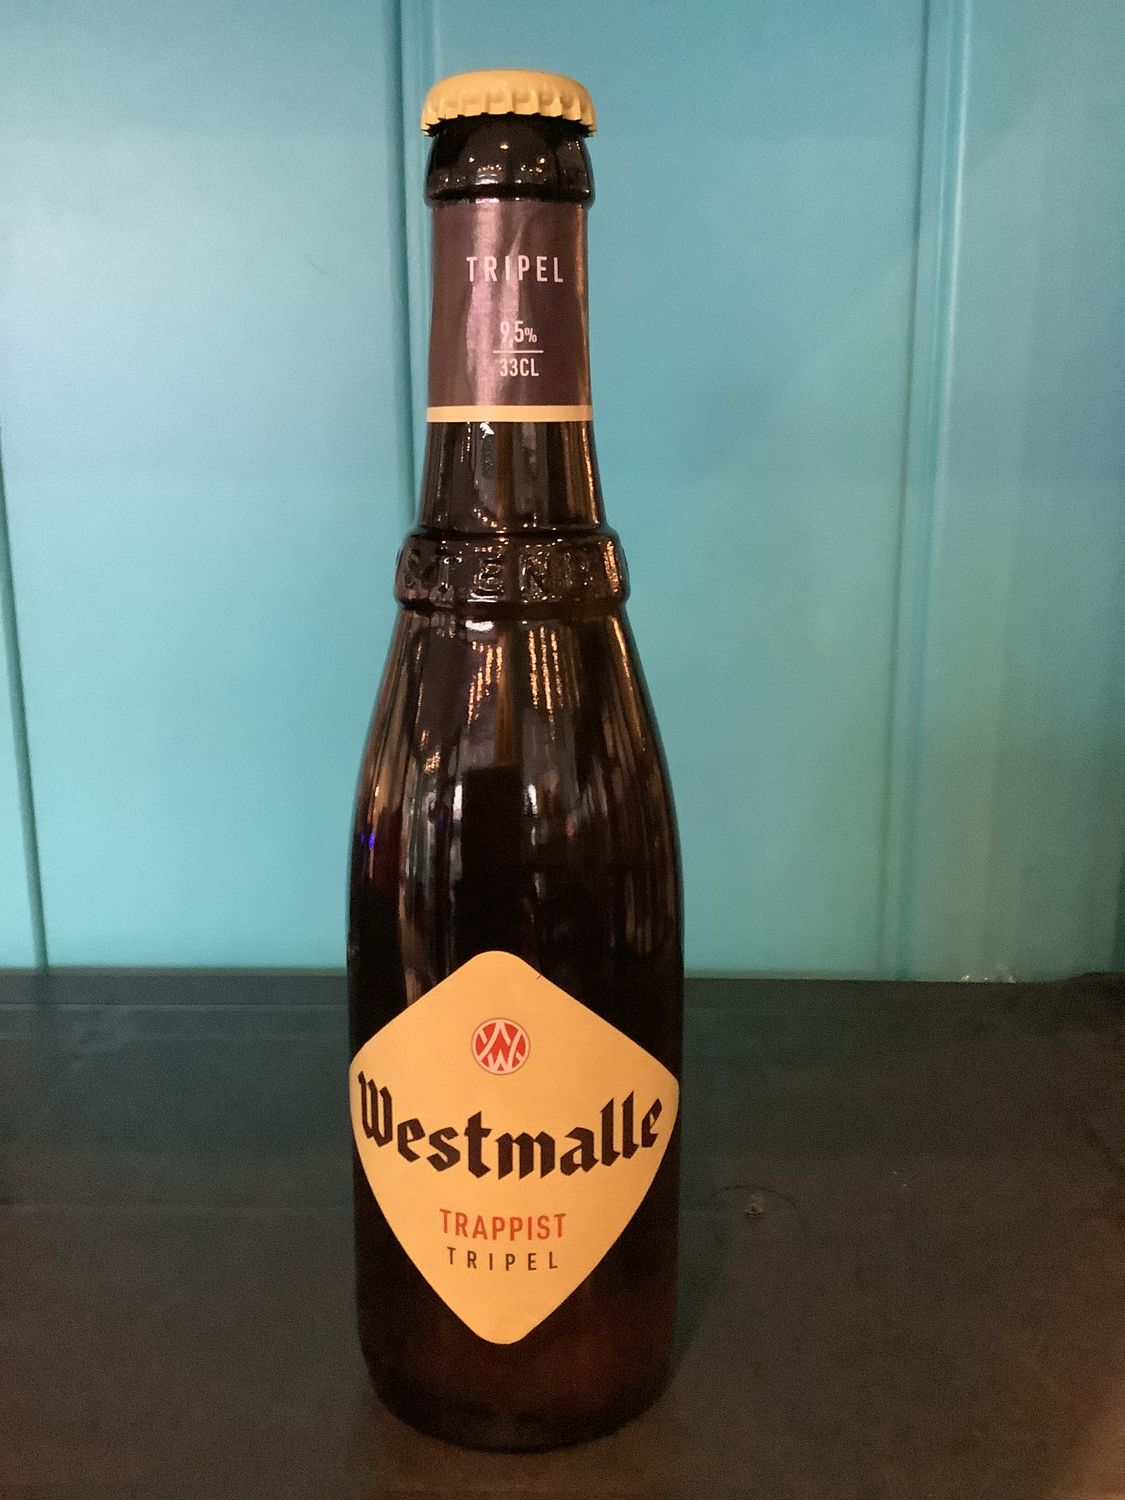 TRIPEL
9,5%
33CL
Westmalle
TRAPPIST
TRIPEL